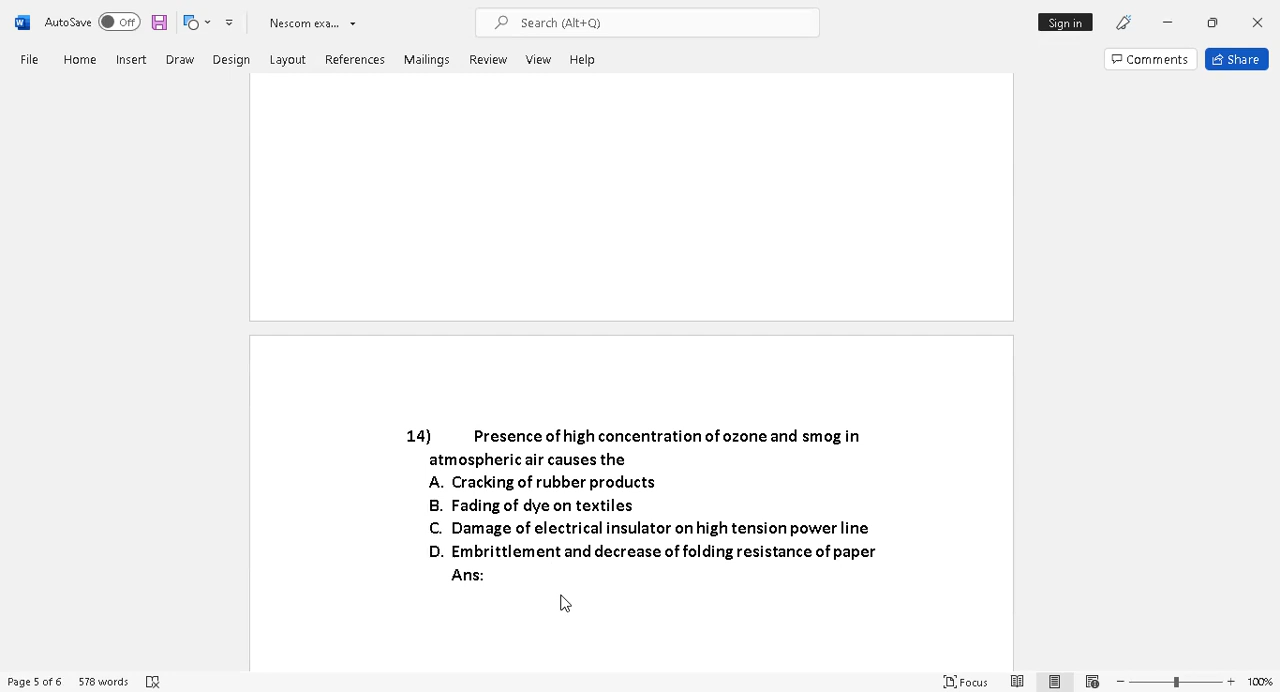 AutoSave Off Nescom exa... Search (Alt+Q) Sign in
File Home Insert Draw Design Layout References Mailings Review View Help Comments Share
14) Presence of high concentration of ozone and smog in
atmospheric air causes the
A. Cracking of rubber products
B. Fading of dye on textiles
C. Damage of electrical insulator on high tension power line
D. Embrittlement and decrease of folding resistance of paper
Ans:
Page 5 of 6 578 words Focus 100%